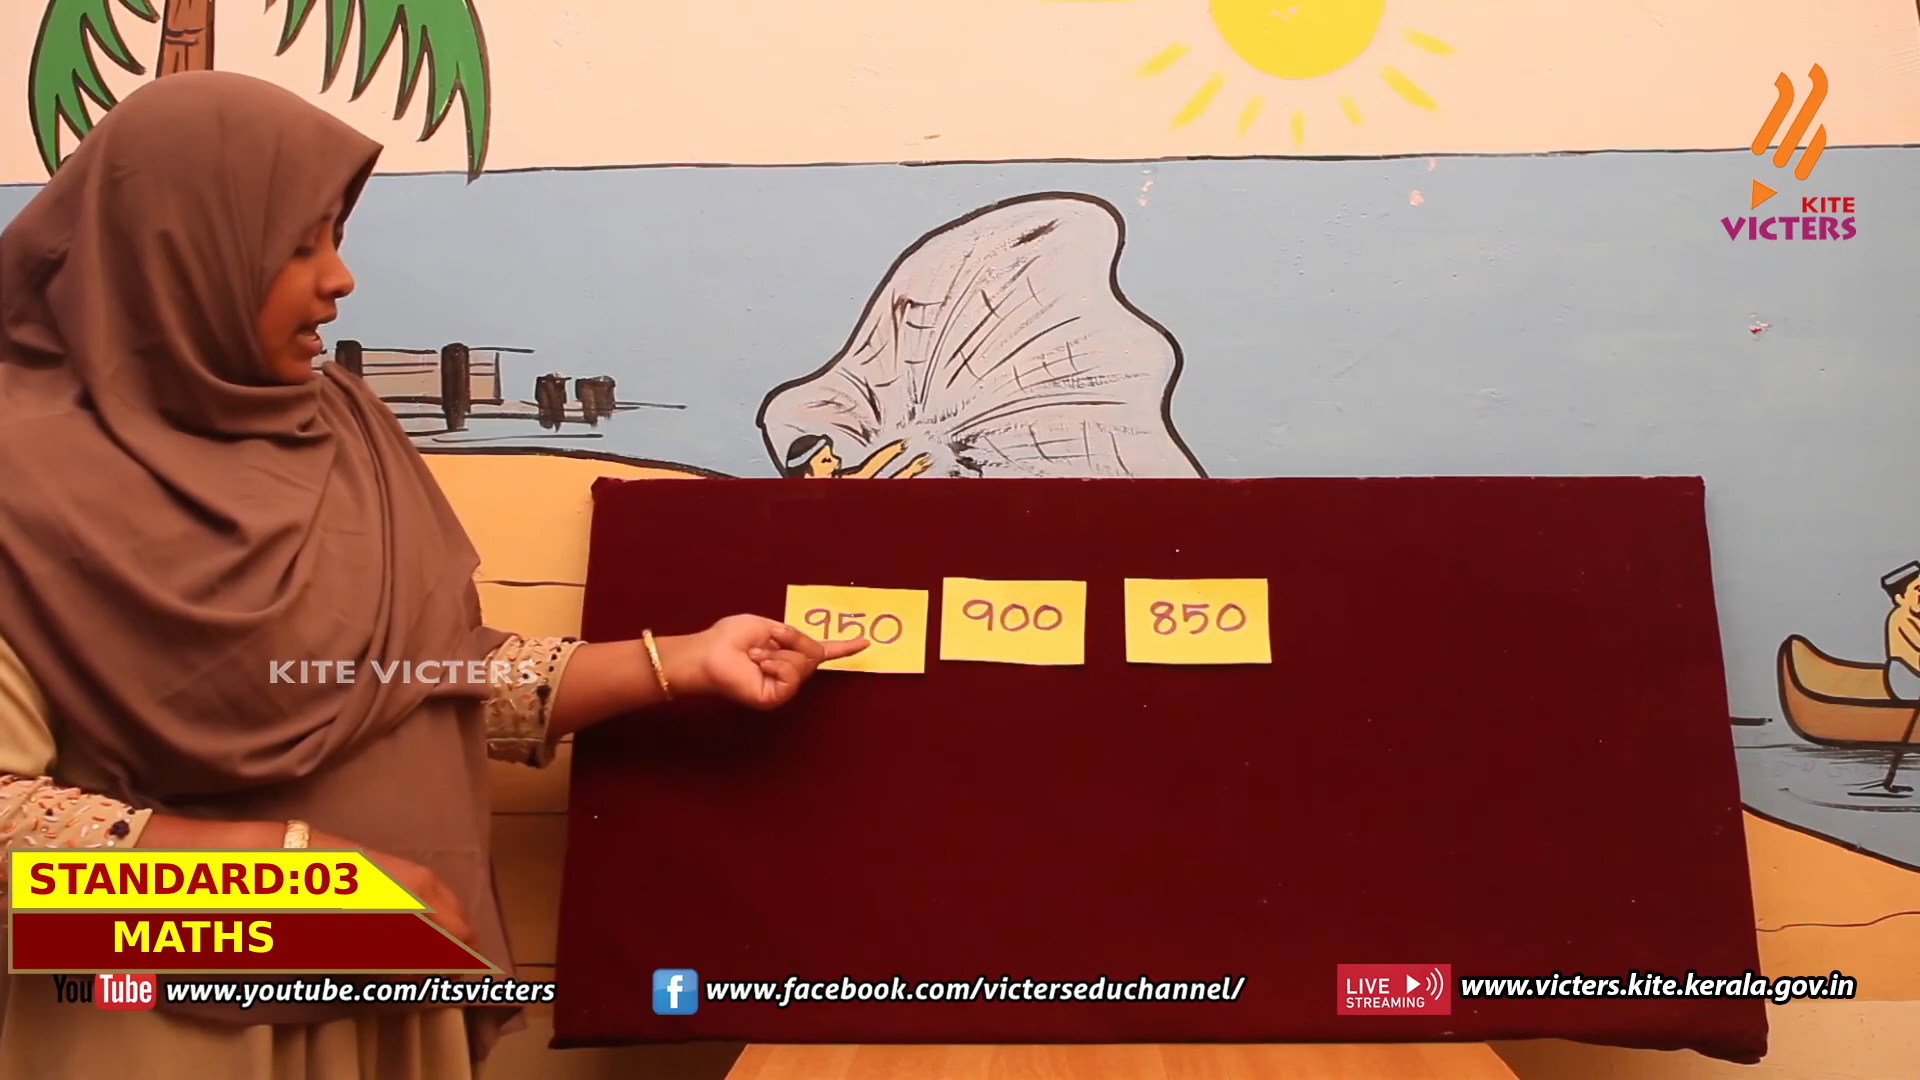 KITE
VICTERS
950 900 850
KITE VICTERS
STANDARD:03
MATHS
YouTube www.youtube.com/itsvicters
f www.facebook.com/victerseduchannel/
LIVE STREAMING www.victers.kite.kerala.gov.in